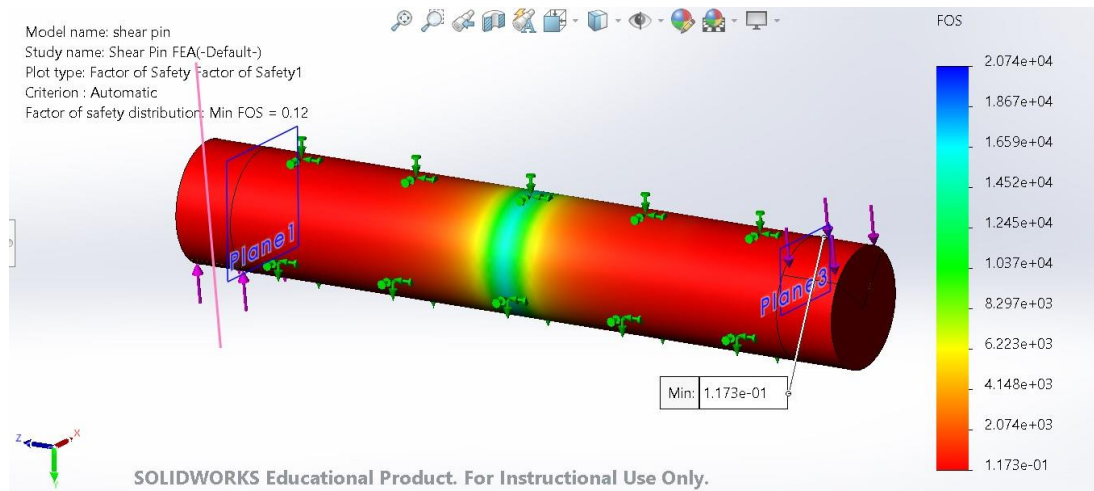 Model name: shear pin
Study name: Shear Pin FEA(-Default-)
Plot type: Factor of Safety Factor of Safety1
Criterion : Automatic
Factor of safety distribution: Min FOS = 0.12
FOS
2.074e+04
1.867e+04
1.659e+04
1.452e+04
1.245e+04
1.037e+04
8.297e+03
6.223e+03
4.148e+03
2.074e+03
1.173e-01
Plane1
Plane3
Min: 1.173e-01
Z
X
Y
SOLIDWORKS Educational Product. For Instructional Use Only.